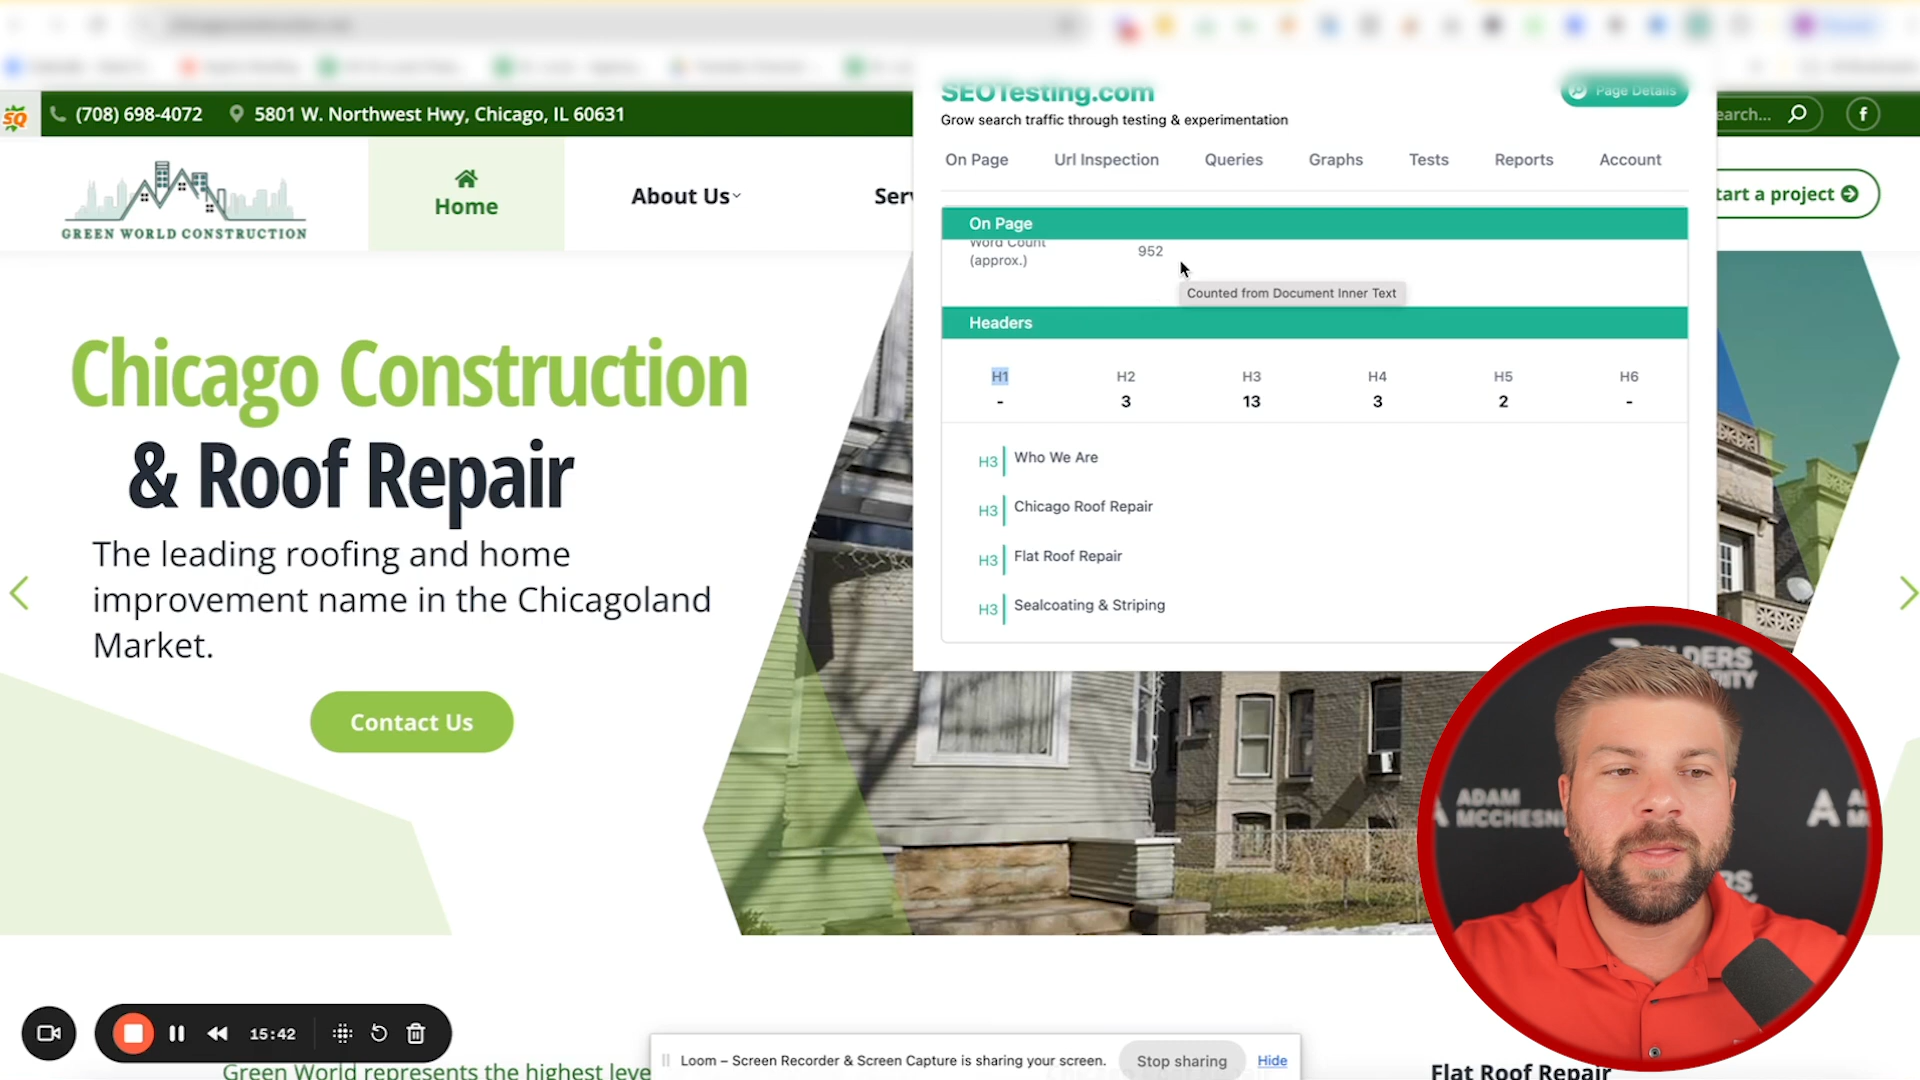 SEOTesting.com
Page Details
Grow search traffic through testing & experimentation
SQ
(708) 698-4072
5801 W. Northwest Hwy, Chicago, IL 60631
earch...
f
On Page
Url Inspection
Queries
Graphs
Tests
Reports
Account
GREEN WORLD CONSTRUCTION
Home
About Us
Ser
tart a project
On Page
Word Count
(approx.)
952
Counted from Document Inner Text
Headers
H1
H2
H3
H4
H5
H6
-
3
13
3
2
-
H3 Who We Are
H3 Chicago Roof Repair
H3 Flat Roof Repair
H3 Sealcoating & Striping
Chicago Construction
& Roof Repair
The leading roofing and home
improvement name in the Chicagoland
Market.
Contact Us
ADAM
MCCHESN
15:42
Loom – Screen Recorder & Screen Capture is sharing your screen.
Stop sharing
Hide
Green World represents the highest leve
Flat Roof Repair